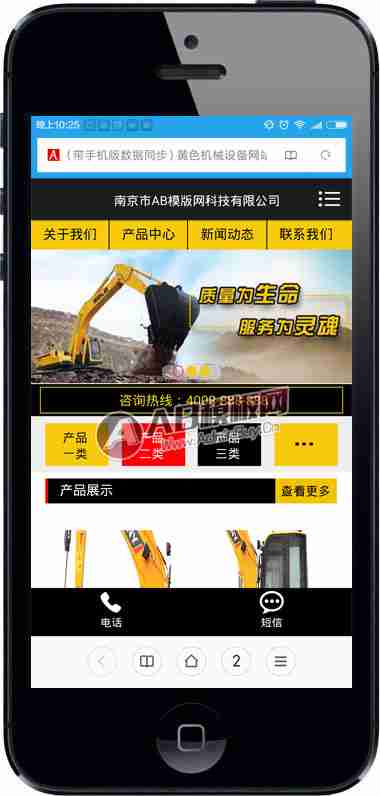 晚上10:25
A (带手机版数据同步)黄色机械设备网站
南京市AB模版网科技有限公司
关于我们 产品中心 新闻动态 联系我们
质量为生命
服务为灵魂
咨询热线:4008-888-888
AB模板网
产品 一类
产品 二类
产品 三类
...
产品展示 查看更多
电话 短信
2